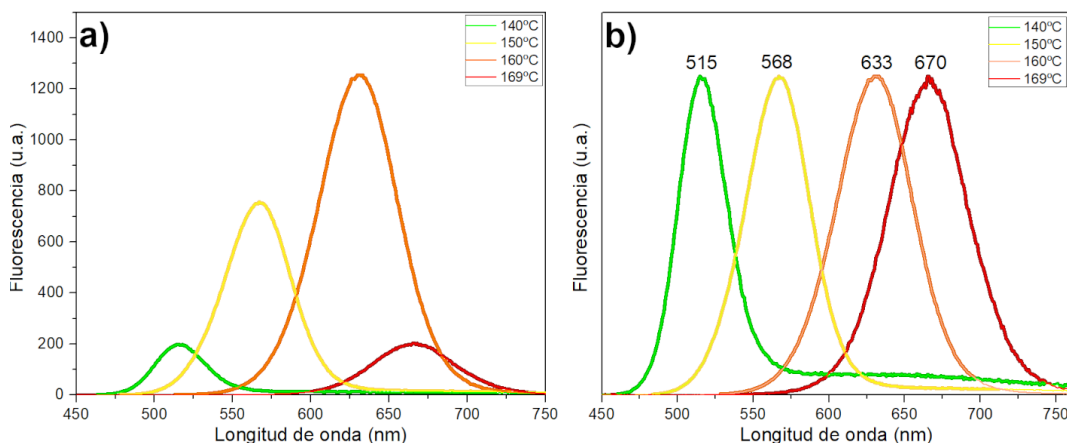 a)
140ºC
150ºC
160ºC
169ºC
1400
1200
1000
800
600
400
200
0
Fluorescencia (u.a.)
450 500 550 600 650 700 750
Longitud de onda (nm)
b)
140ºC
150ºC
160ºC
169ºC
515 568 633 670
Fluorescencia (u.a.)
450 500 550 600 650 700 750
Longitud de onda (nm)